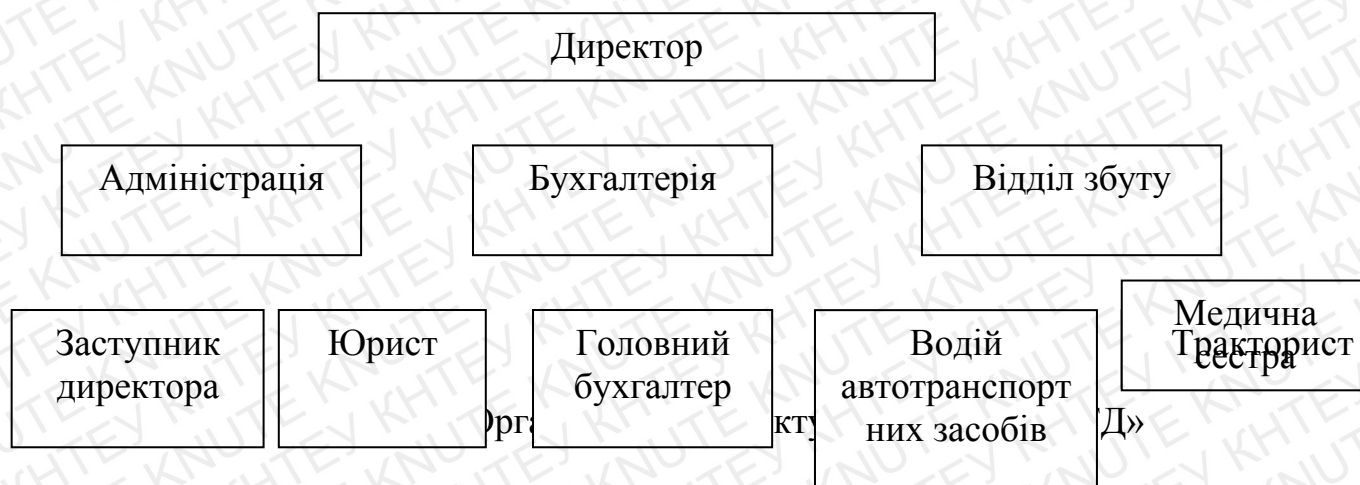 Директор
Адміністрація
Бухгалтерія
Відділ збуту
Заступник
директора
Юрист
Головний
бухгалтер
Водій
автотранспорт
них засобів
Медична
сестра
Тракторист